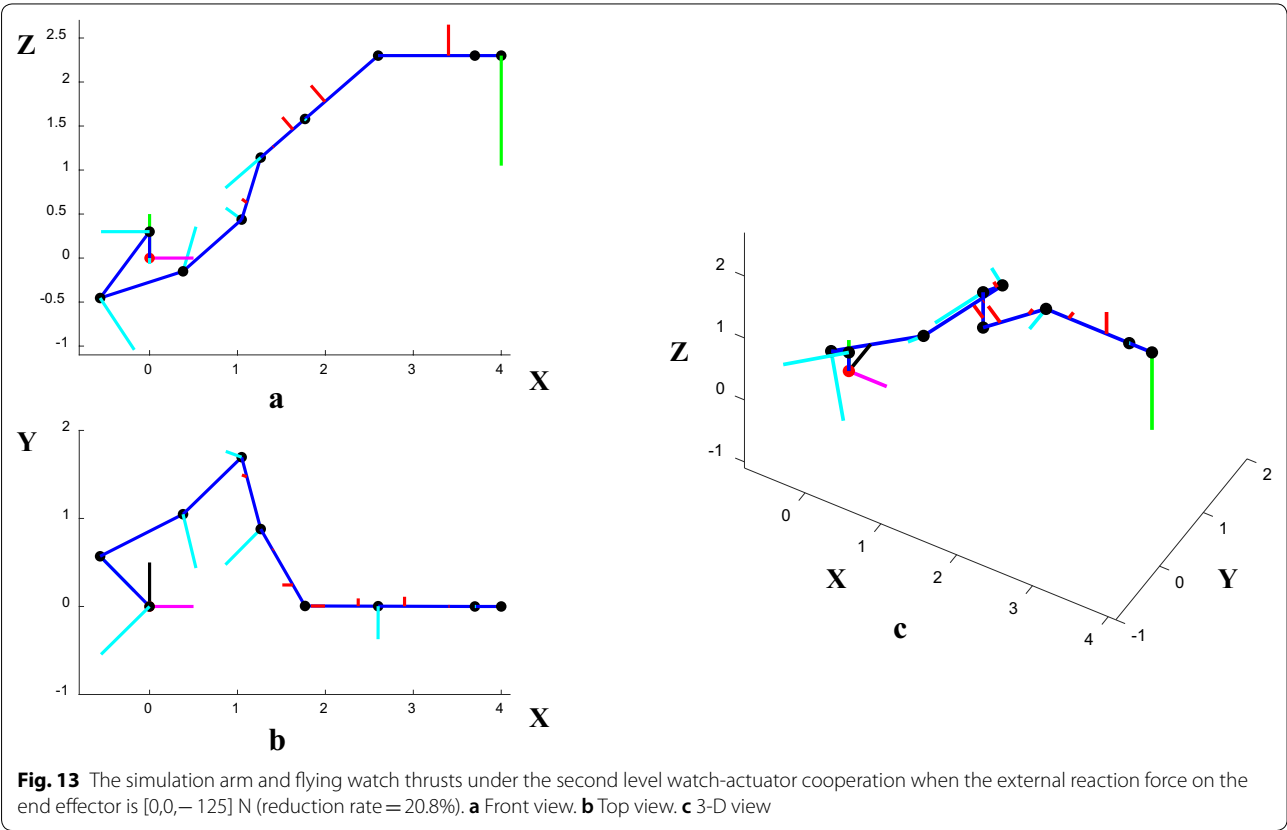 Z
2.5
2
1.5
1
0.5
0
-0.5
-1
0 1 2 3 4
X
a
Y
2
1
0
-1
0 1 2 3 4
X
b
Z
2
1
0
-1
0
1
2
3
4
X
-1
0
1
2
Y
c
Fig. 13 The simulation arm and flying watch thrusts under the second level watch-actuator cooperation when the external reaction force on the
end effector is [0,0,− 125] N (reduction rate = 20.8%). a Front view. b Top view. c 3-D view